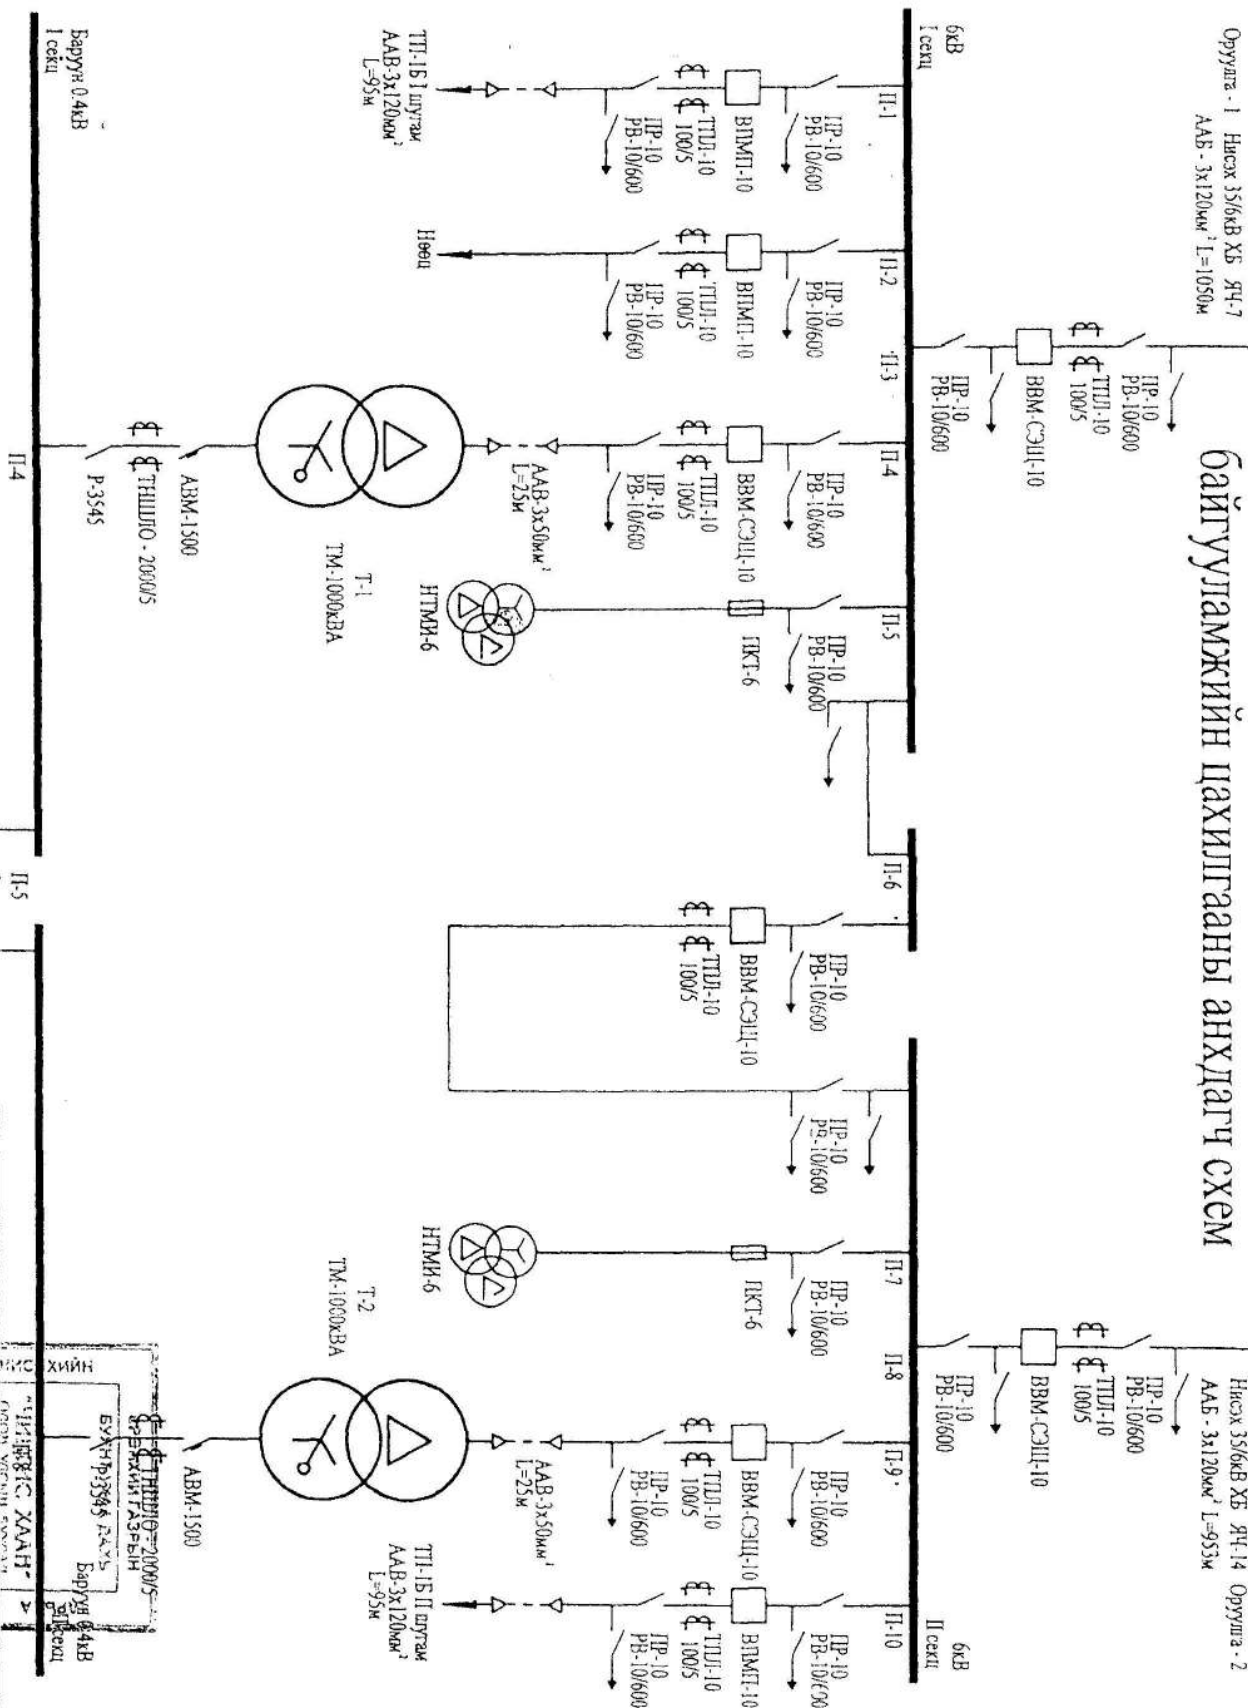 байгууламжийн цахилгааны анхдагч схем
Оруулга - 1 Нисэх 35/6кВ ХБ ЯЧ-7
ААБ - 3х120мм² L=1050м
Нисэх 35/6кВ ХБ ЯЧ-14 Оруулга - 2
ААБ - 3х120мм² L=953м
ПР-10
РВ-10/600
ТПЛ-10
100/5
ВВМ-СЭЩ-10
ПР-10
РВ-10/600
ПР-10
РВ-10/600
ТПЛ-10
100/5
ВВМ-СЭЩ-10
ПР-10
РВ-10/600
6кВ
I секц
6кВ
II секц
П-1
П-2
П-3
П-4
П-5
П-6
П-7
П-8
П-9
П-10
ПР-10
РВ-10/600
ВПМП-10
ТПЛ-10
100/5
ПР-10
РВ-10/600
ТП-1Б I шугам
ААВ-3х120мм²
L=95м
ПР-10
РВ-10/600
ВПМП-10
ТПЛ-10
100/5
ПР-10
РВ-10/600
Нөөц
ПР-10
РВ-10/600
ВВМ-СЭЩ-10
ТПЛ-10
100/5
ПР-10
РВ-10/600
ААВ-3х50мм²
L=25м
Т-1
ТМ-1000кВА
АВМ-1500
ТНШЛО - 2000/5
Р-3545
ПР-10
РВ-10/600
ПКТ-6
НТМИ-6
ПР-10
РВ-10/600
ВВМ-СЭЩ-10
ТПЛ-10
100/5
ПР-10
РВ-10/600
ПР-10
РВ-10/600
ПКТ-6
НТМИ-6
ПР-10
РВ-10/600
ВВМ-СЭЩ-10
ТПЛ-10
100/5
ПР-10
РВ-10/600
ААВ-3х50мм²
L=25м
Т-2
ТМ-1000кВА
АВМ-1500
ТНШЛО - 2000/5
Р-3545
ПР-10
РВ-10/600
ВПМП-10
ТПЛ-10
100/5
ПР-10
РВ-10/600
ТП-1Б II шугам
ААВ-3х120мм²
L=95м
Баруун 0.4кВ
I секц
П-4
П-5
Баруун 0.4кВ
секц
ГАЗРЫН
ХААН"